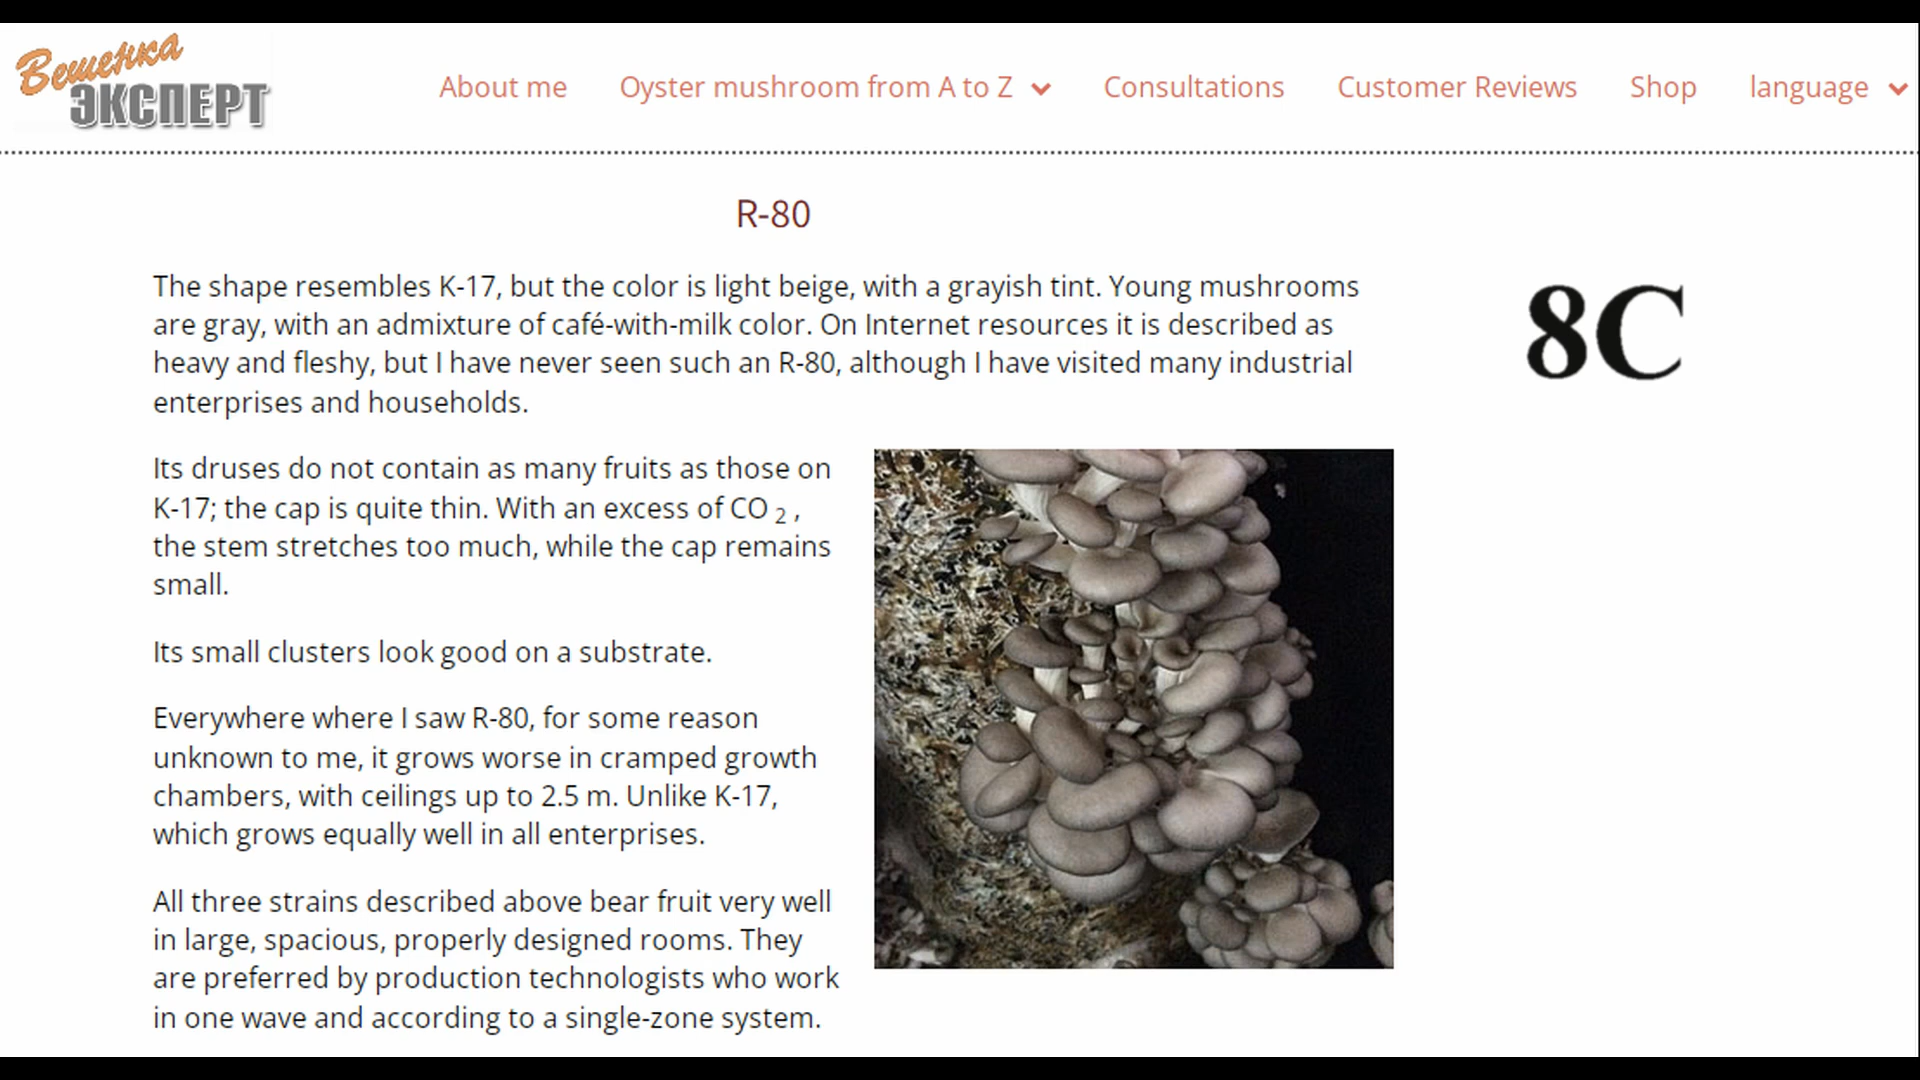 Вешенка
ЭКСПЕРТ
About me
Oyster mushroom from A to Z
Consultations
Customer Reviews
Shop
language
R-80
The shape resembles K-17, but the color is light beige, with a grayish tint. Young mushrooms
are gray, with an admixture of café-with-milk color. On Internet resources it is described as
heavy and fleshy, but I have never seen such an R-80, although I have visited many industrial
enterprises and households.
8C
Its druses do not contain as many fruits as those on
K-17; the cap is quite thin. With an excess of CO 2 ,
the stem stretches too much, while the cap remains
small.
Its small clusters look good on a substrate.
Everywhere where I saw R-80, for some reason
unknown to me, it grows worse in cramped growth
chambers, with ceilings up to 2.5 m. Unlike K-17,
which grows equally well in all enterprises.
All three strains described above bear fruit very well
in large, spacious, properly designed rooms. They
are preferred by production technologists who work
in one wave and according to a single-zone system.